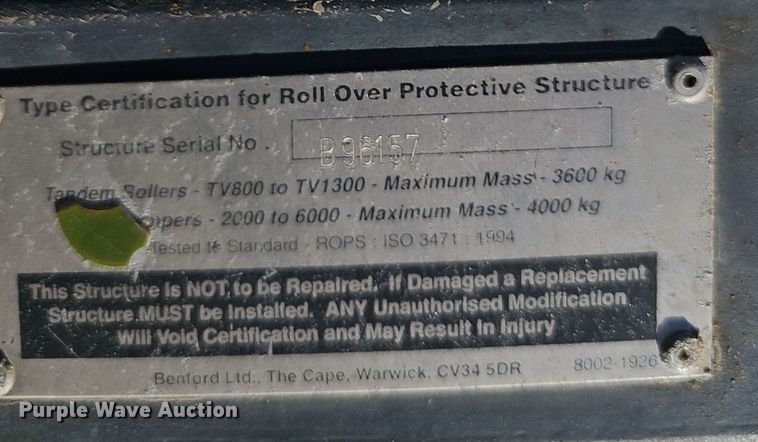 Type Certification for Roll Over Protective Structure
Structure Serial No. B96157
Tandem Rollers - TV800 to TV1300 - Maximum Mass - 3600 kg
pers - 2000 to 6000 - Maximum Mass - 4000 kg
Tested to Standard - ROPS : ISO 3471 : 1994
This Structure Is NOT to be Repaired. If Damaged a Replacement
Structure MUST be Installed. ANY Unauthorised Modification
Will Void Certification and May Result In Injury
Benford Ltd., The Cape, Warwick, CV34 5DR 8002-1926
Purple Wave Auction